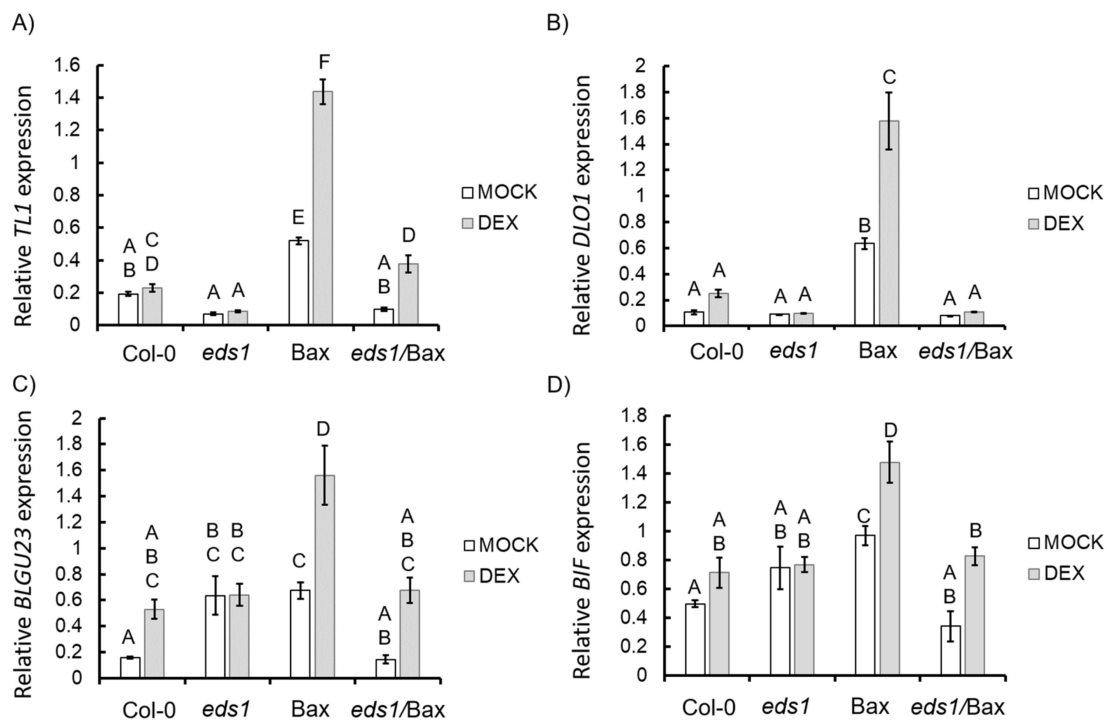 A)
Relative TL1 expression
1.6
1.4
1.2
1
0.8
0.6
0.4
0.2
0
A
B
C
D
A
A
E
F
A
B
D
Col-0
eds1
Bax
eds1/Bax
MOCK
DEX
B)
Relative DLO1 expression
2
1.8
1.6
1.4
1.2
1
0.8
0.6
0.4
0.2
0
A
A
A
A
B
C
A
A
Col-0
eds1
Bax
eds1/Bax
MOCK
DEX
C)
Relative BLGU23 expression
2
1.8
1.6
1.4
1.2
1
0.8
0.6
0.4
0.2
0
A
A
B
C
B
C
B
C
C
D
A
B
A
B
C
Col-0
eds1
Bax
eds1/Bax
MOCK
DEX
D)
Relative BIF expression
1.8
1.6
1.4
1.2
1
0.8
0.6
0.4
0.2
0
A
A
B
A
B
A
B
C
D
A
B
B
Col-0
eds1
Bax
eds1/Bax
MOCK
DEX